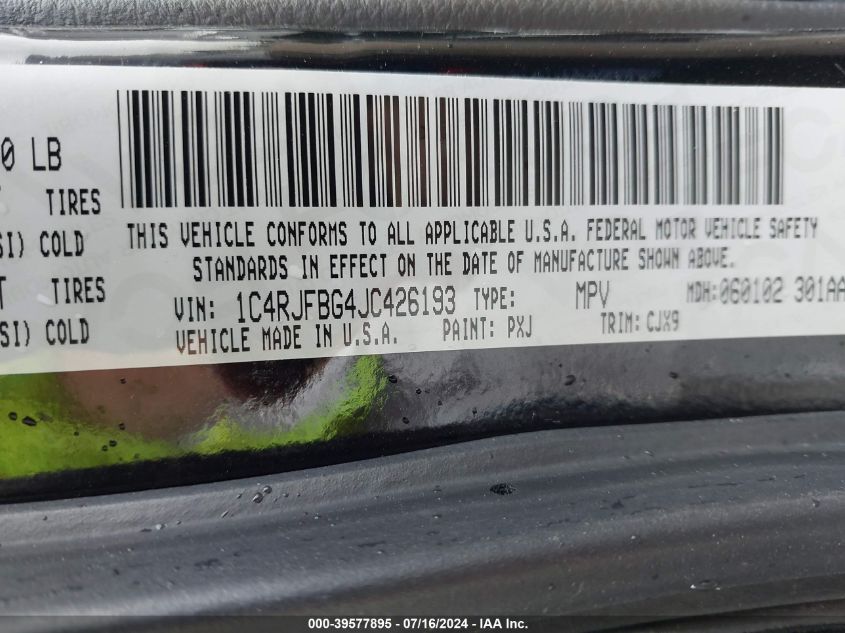 0 LB
TIRES
SI) COLD
THIS VEHICLE CONFORMS TO ALL APPLICABLE U.S.A. FEDERAL MOTOR VEHICLE SAFETY
STANDARDS IN EFFECT ON THE DATE OF MANUFACTURE SHOWN ABOVE.
T TIRES
VIN: 1C4RJFBG4JC426193 TYPE: MPV MDH:060102 301AA
SI) COLD
VEHICLE MADE IN U.S.A. PAINT: PXJ TRIM: CJX9
000-39577895 - 07/16/2024 - IAA Inc.